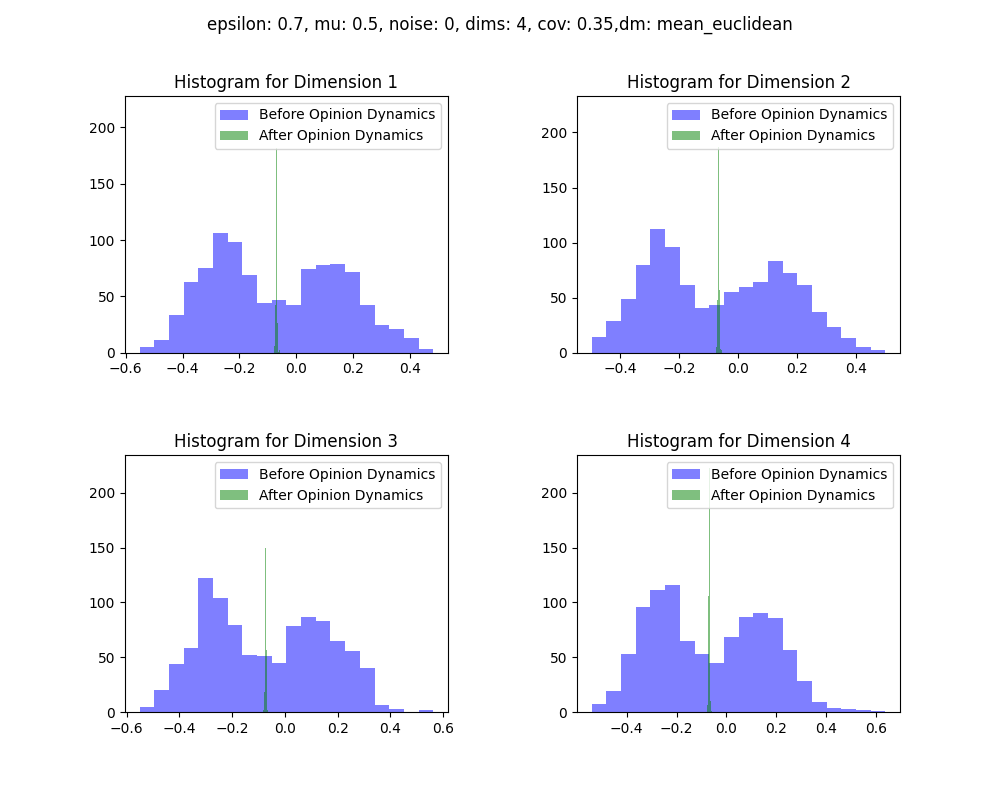 epsilon: 0.7, mu: 0.5, noise: 0, dims: 4, cov: 0.35,dm: mean_euclidean
Histogram for Dimension 1
Before Opinion Dynamics
After Opinion Dynamics
200
150
100
50
0
−0.6 −0.4 −0.2 0.0 0.2 0.4
Histogram for Dimension 2
Before Opinion Dynamics
After Opinion Dynamics
200
150
100
50
0
−0.4 −0.2 0.0 0.2 0.4
Histogram for Dimension 3
Before Opinion Dynamics
After Opinion Dynamics
200
150
100
50
0
−0.6 −0.4 −0.2 0.0 0.2 0.4 0.6
Histogram for Dimension 4
Before Opinion Dynamics
After Opinion Dynamics
200
150
100
50
0
−0.4 −0.2 0.0 0.2 0.4 0.6